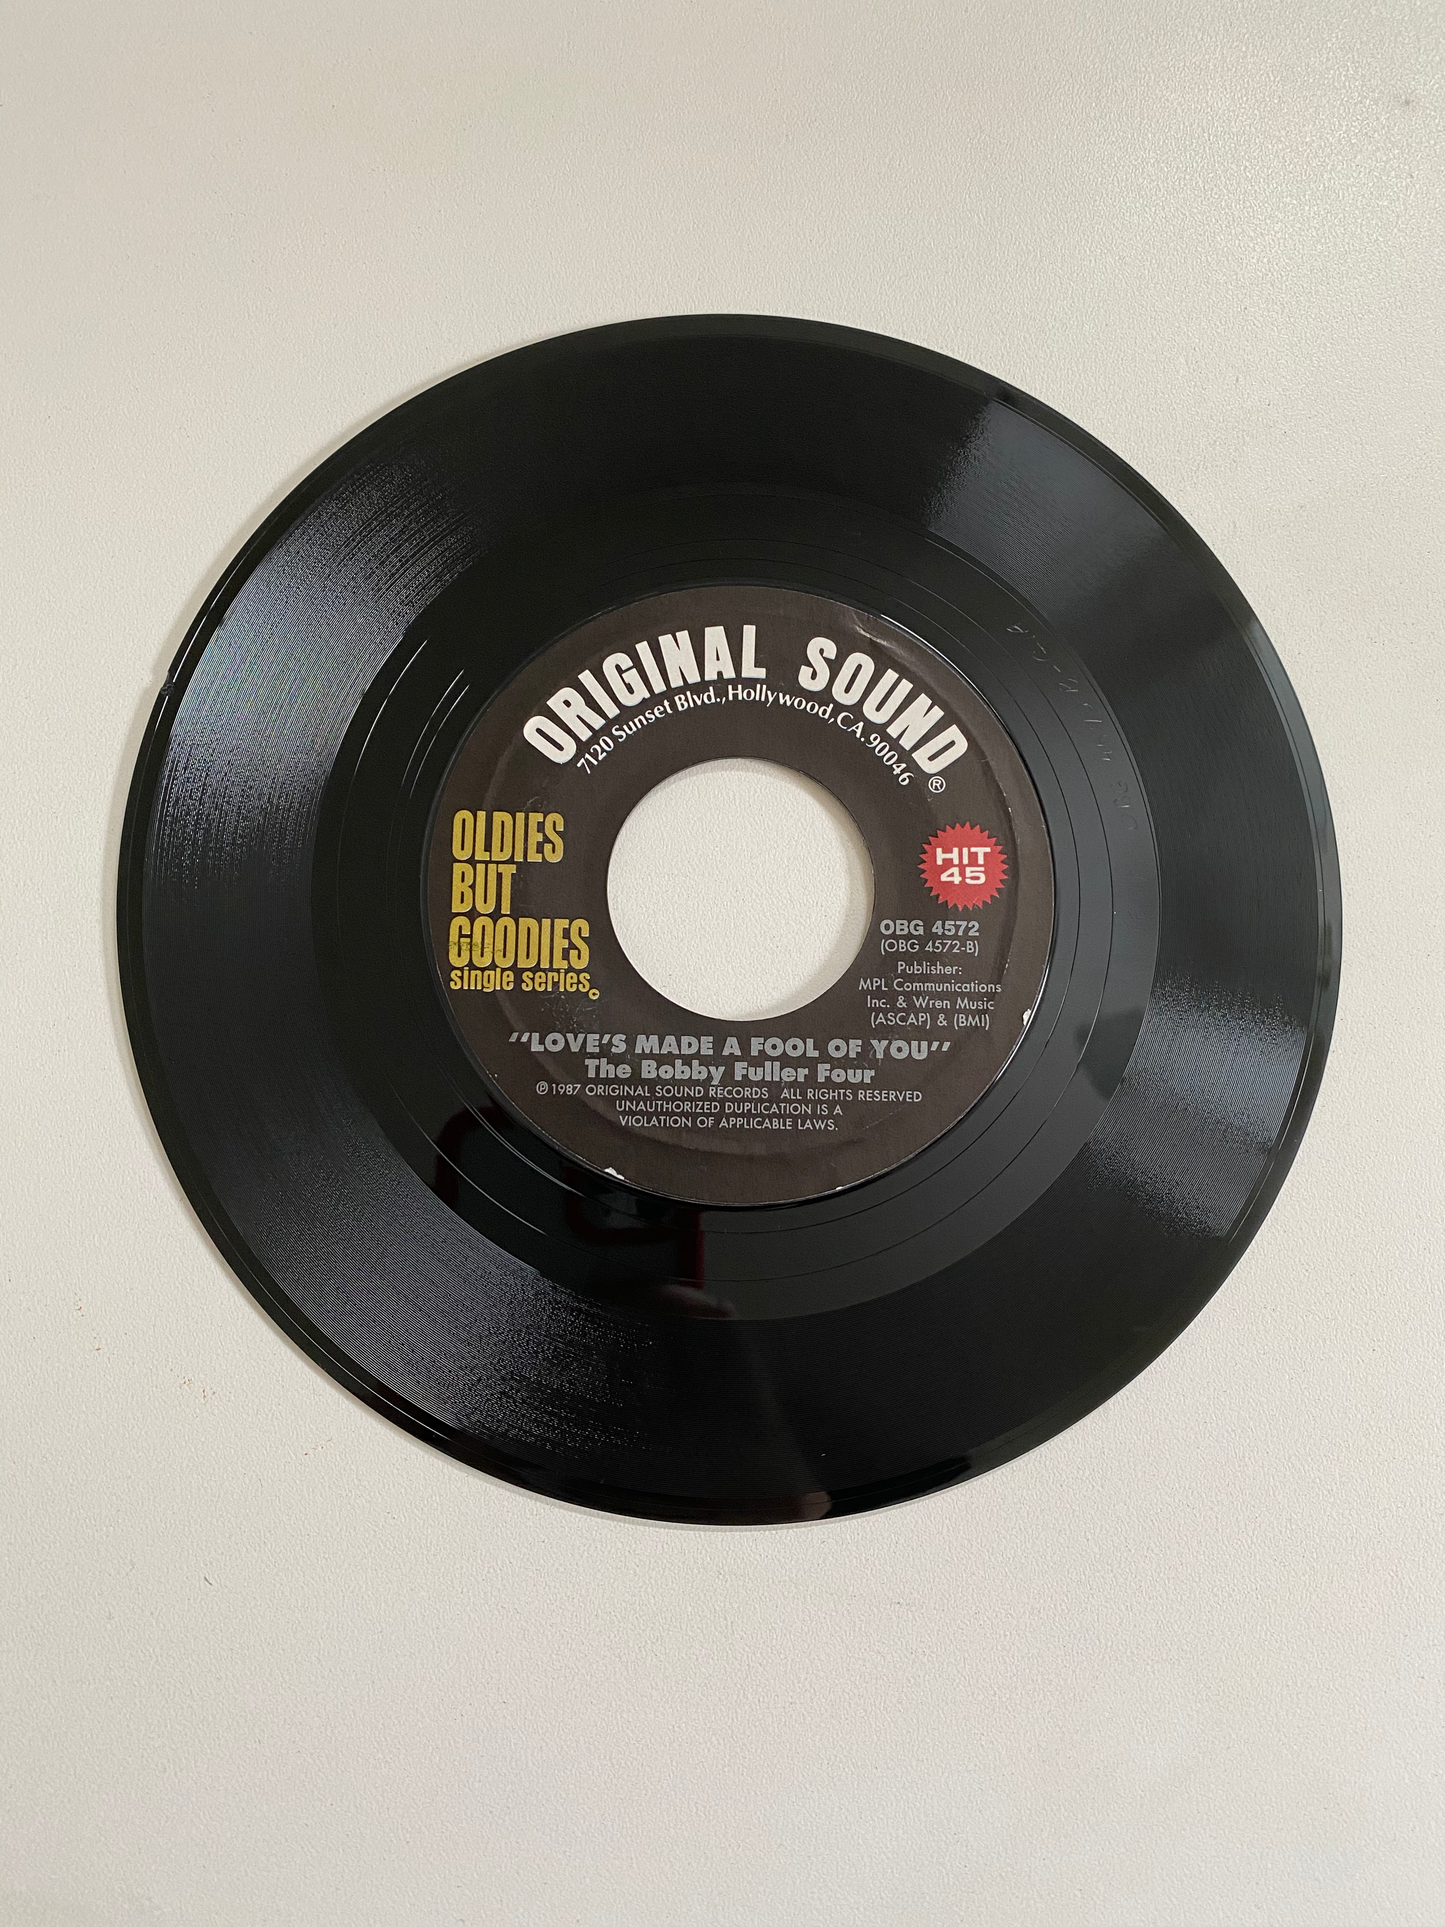 ORIGINAL SOUND®
7120 Sunset Blvd., Hollywood, CA. 90046
OLDIES
BUT
GOODIES
single series©
HIT
45
OBG 4572
(OBG 4572-B)
Publisher:
MPL Communications
Inc. & Wren Music
(ASCAP) & (BMI)
"LOVE'S MADE A FOOL OF YOU"
The Bobby Fuller Four
℗ 1987 ORIGINAL SOUND RECORDS ALL RIGHTS RESERVED
UNAUTHORIZED DUPLICATION IS A
VIOLATION OF APPLICABLE LAWS.